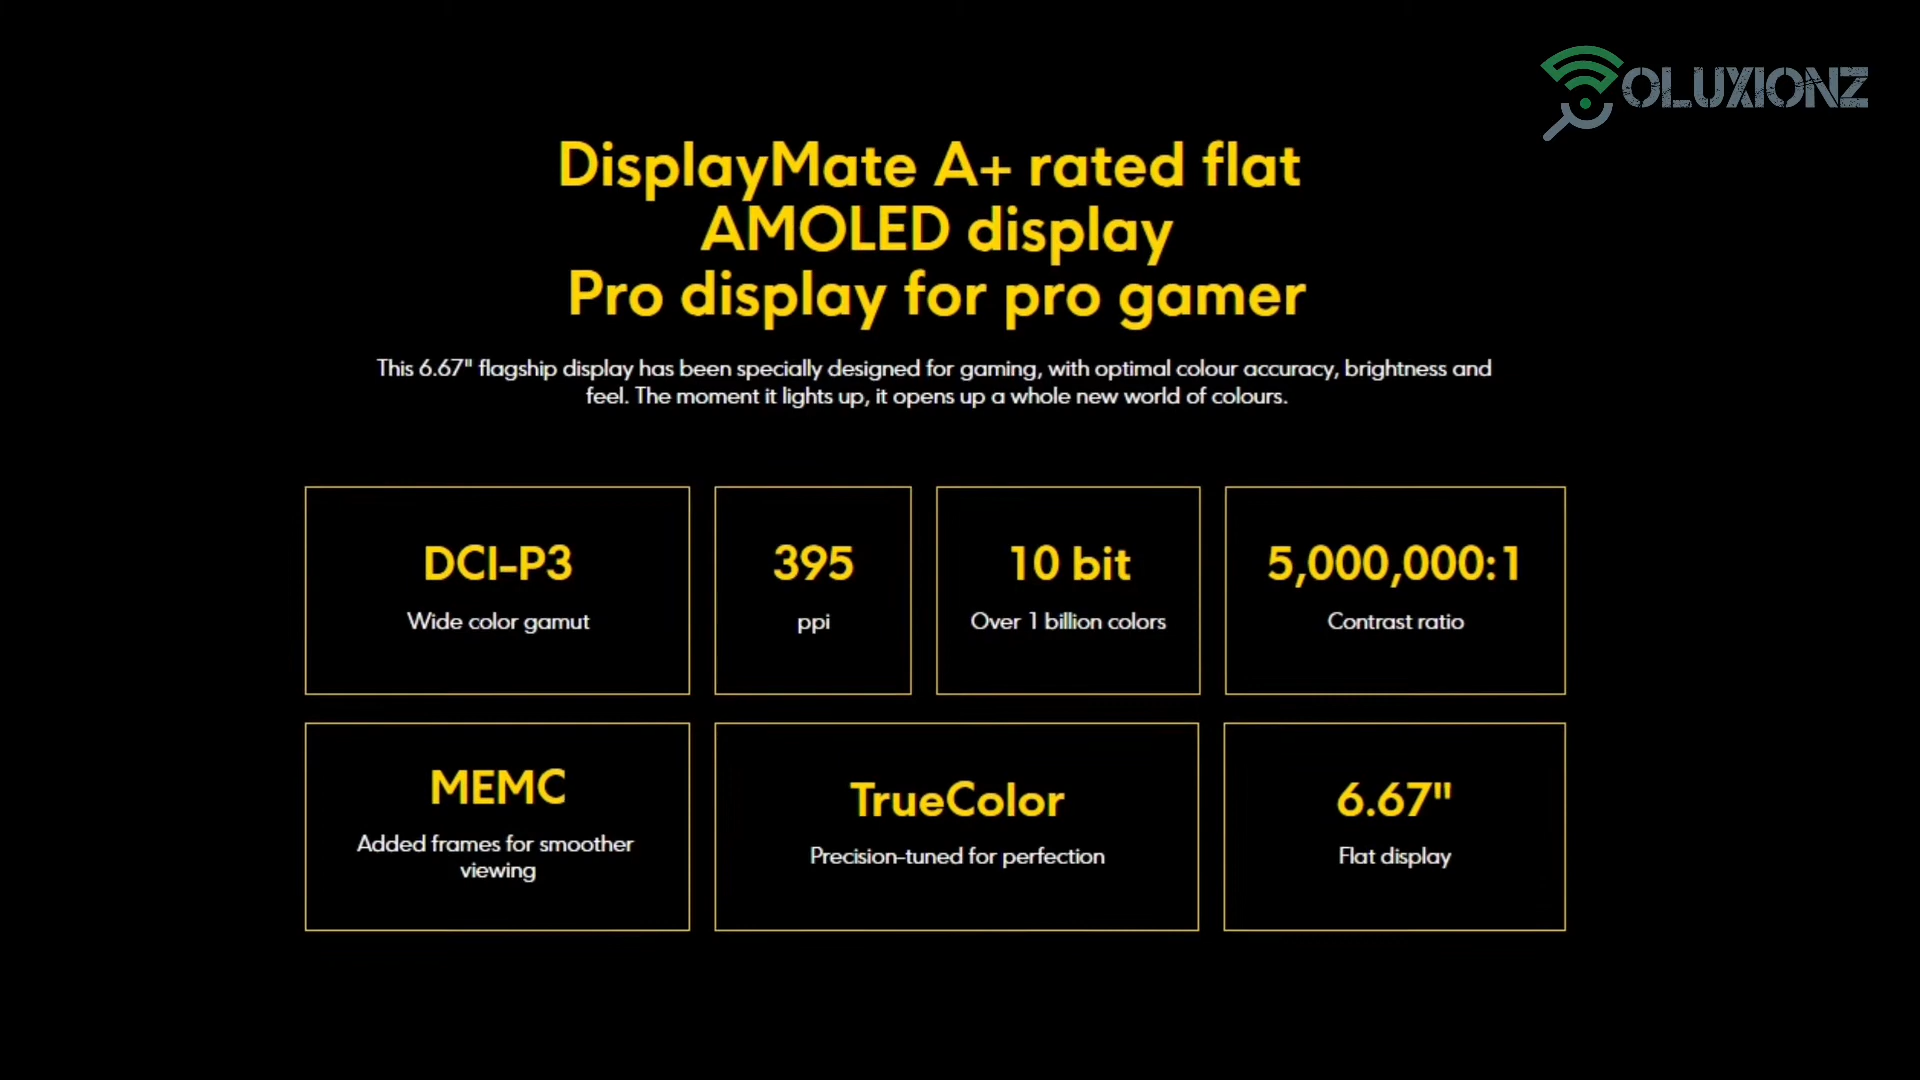 OLUXIONZ
DisplayMate A+ rated flat
AMOLED display
Pro display for pro gamer
This 6.67" flagship display has been specially designed for gaming, with optimal colour accuracy, brightness and
feel. The moment it lights up, it opens up a whole new world of colours.
DCI-P3
Wide color gamut
395
ppi
10 bit
Over 1 billion colors
5,000,000:1
Contrast ratio
MEMC
Added frames for smoother
viewing
TrueColor
Precision-tuned for perfection
6.67"
Flat display